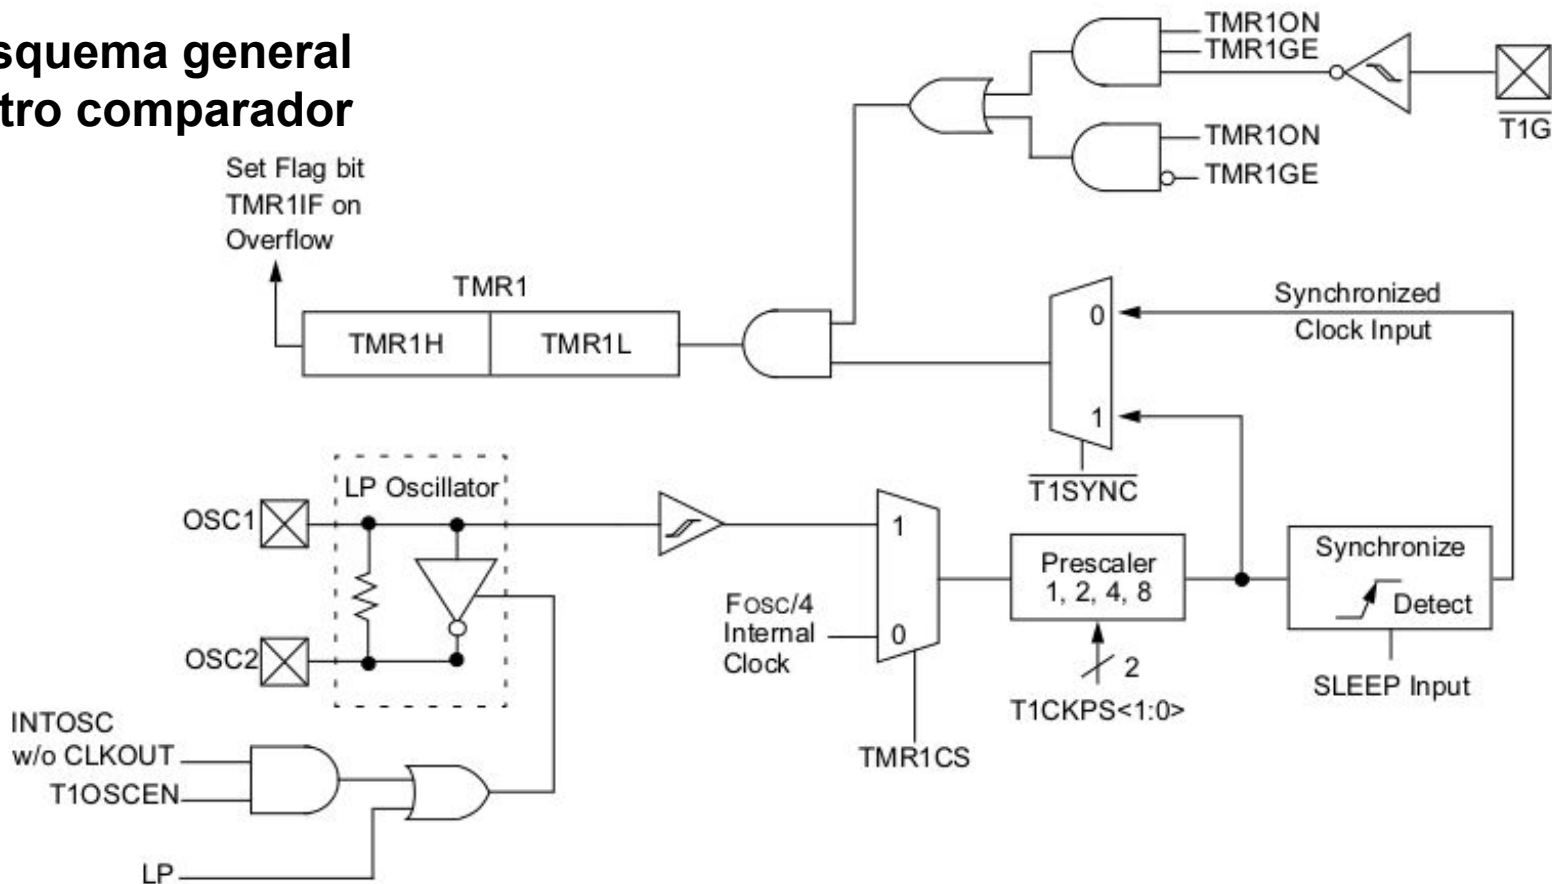 squema general
tro comparador
TMR1ON
TMR1GE
T1G
TMR1ON
TMR1GE
Set Flag bit
TMR1IF on
Overflow
TMR1
TMR1H
TMR1L
0
Synchronized
Clock Input
1
T1SYNC
LP Oscillator
OSC1
1
Prescaler
1, 2, 4, 8
Synchronize
Detect
FOSC/4
Internal
Clock
0
OSC2
2
T1CKPS<1:0>
SLEEP Input
INTOSC
w/o CLKOUT
T1OSCEN
TMR1CS
LP